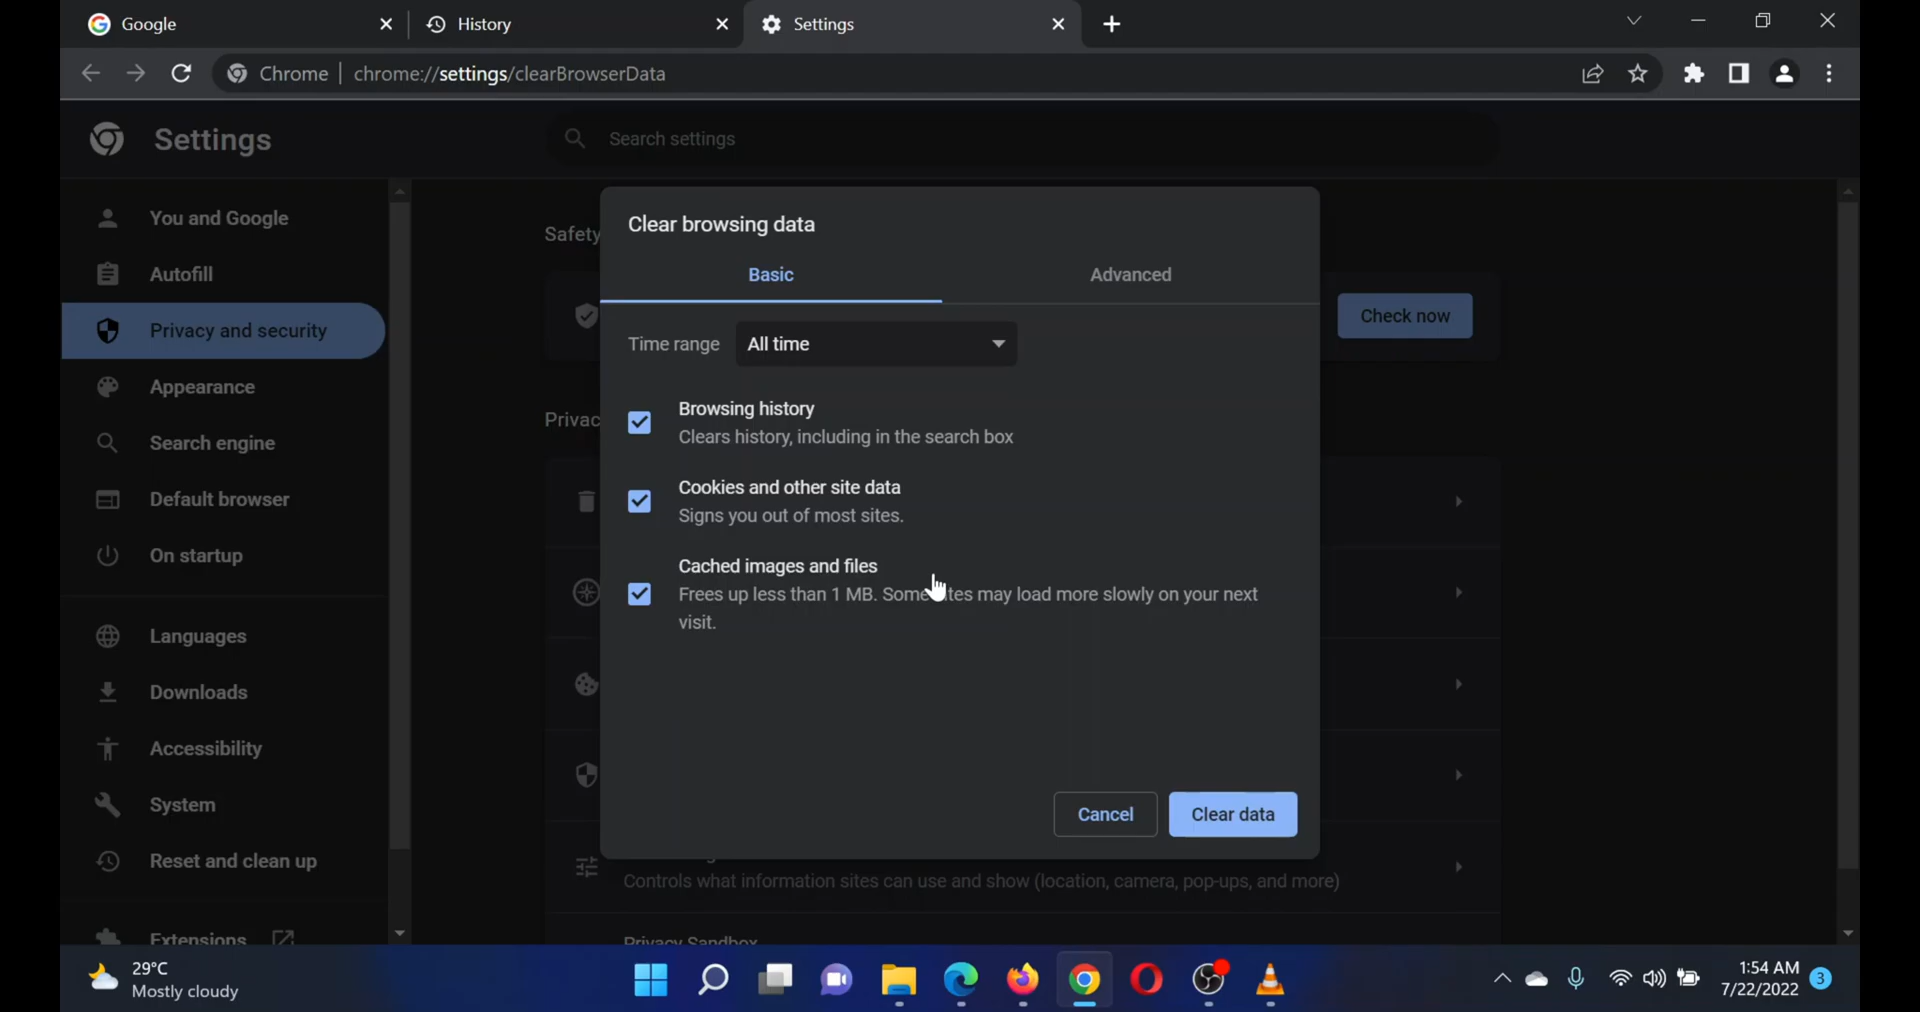 Google
History
Settings
Chrome
chrome://settings/clearBrowserData
Settings
Search settings
You and Google
Autofill
Privacy and security
Appearance
Search engine
Default browser
On startup
Languages
Downloads
Accessibility
System
Reset and clean up
Extensions
Safety
Check now
Privac
Clear browsing data
Basic
Advanced
Time range
All time
Browsing history
Clears history, including in the search box
Cookies and other site data
Signs you out of most sites.
Cached images and files
Frees up less than 1 MB. Some sites may load more slowly on your next
visit.
Cancel
Clear data
Controls what information sites can use and show (location, camera, pop-ups, and more)
Privacy Sandbox
29°C
Mostly cloudy
1:54 AM
7/22/2022
3